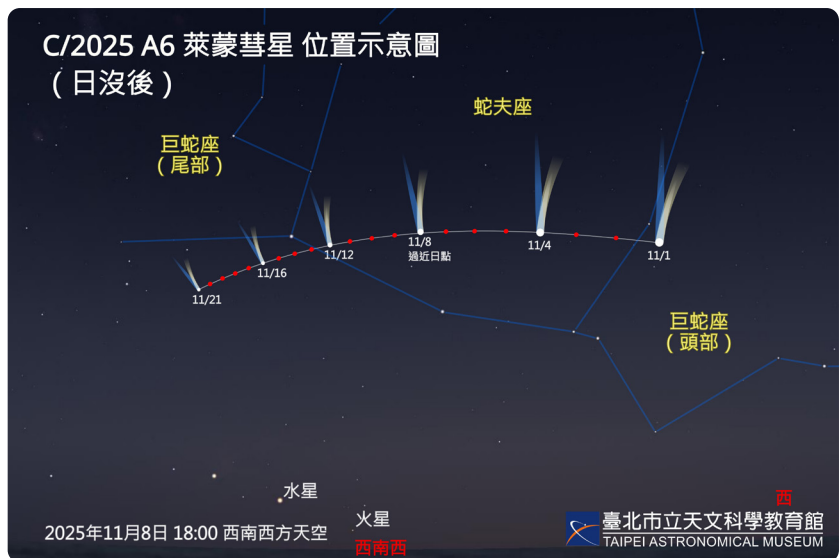 C/2025 A6 萊蒙彗星 位置示意圖
（日沒後）
蛇夫座
巨蛇座
（尾部）
11/21
11/16
11/12
11/8
過近日點
11/4
11/1
巨蛇座
（頭部）
水星
火星
西南西
西
2025年11月8日 18:00 西南西方天空
臺北市立天文科學教育館
TAIPEI ASTRONOMICAL MUSEUM